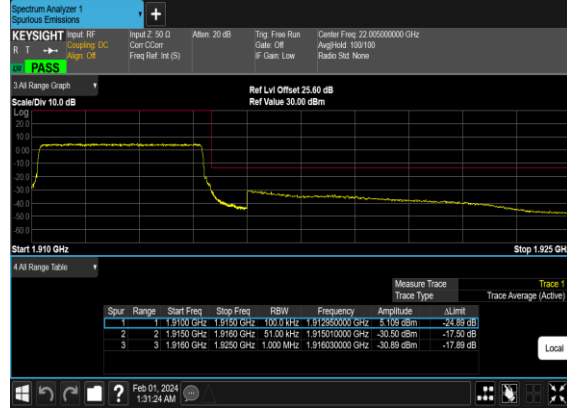 Spectrum Analyzer 1
Spurious Emissions
+
KEYSIGHT Input: RF Input Z: 50 Ω Atten: 20 dB Trig: Free Run Center Freq: 22.005000000 GHz
R T Coupling: DC Corr CCorr Gate: Off Avg|Hold: 100/100
Align: Off Freq Ref: Int (S) IF Gain: Low Radio Std: None
LW PASS
3 All Range Graph Ref Lvl Offset 25.60 dB
Scale/Div 10.0 dB Ref Value 30.00 dBm
Log
20.0
10.0
0.00
-10.0
-20.0
-30.0
-40.0
-50.0
-60.0
Start 1.910 GHz Stop 1.925 GHz
4 All Range Table
Measure Trace Trace 1
Trace Type Trace Average (Active)
Spur Range Start Freq Stop Freq RBW Frequency Amplitude ΔLimit
1 1 1.9100 GHz 1.9150 GHz 100.0 kHz 1.912950000 GHz 5.109 dBm -24.89 dB
2 2 1.9150 GHz 1.9160 GHz 51.00 kHz 1.915010000 GHz -30.50 dBm -17.50 dB
3 3 1.9160 GHz 1.9250 GHz 1.000 MHz 1.916030000 GHz -30.89 dBm -17.89 dB
Local
? Feb 01, 2024
1:31:24 AM